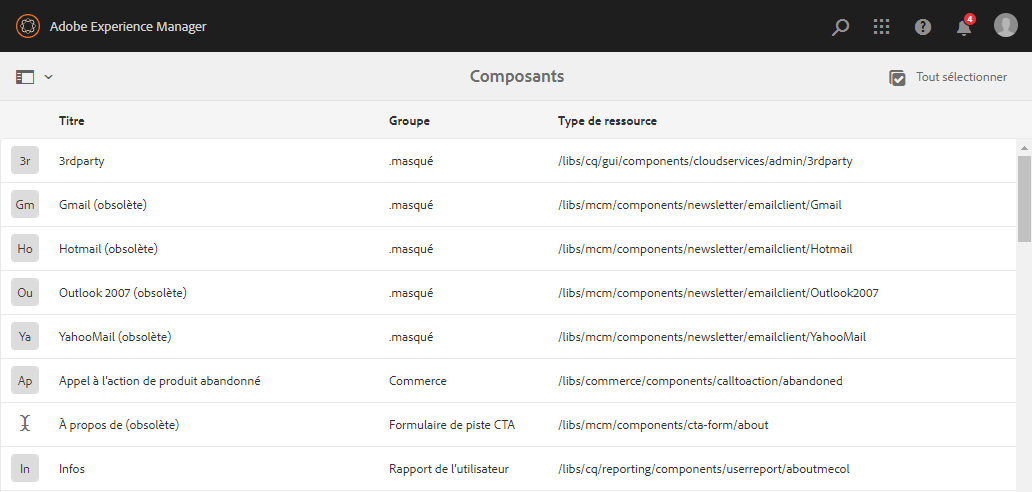 Adobe Experience Manager
4
Composants
Tout sélectionner
Titre Groupe Type de ressource
3r 3rdparty .masqué /libs/cq/gui/components/cloudservices/admin/3rdparty
Gm Gmail (obsolète) .masqué /libs/mcm/components/newsletter/emailclient/Gmail
Ho Hotmail (obsolète) .masqué /libs/mcm/components/newsletter/emailclient/Hotmail
Ou Outlook 2007 (obsolète) .masqué /libs/mcm/components/newsletter/emailclient/Outlook2007
Ya YahooMail (obsolète) .masqué /libs/mcm/components/newsletter/emailclient/YahooMail
Ap Appel à l'action de produit abandonné Commerce /libs/commerce/components/calltoaction/abandoned
À propos de (obsolète) Formulaire de piste CTA /libs/mcm/components/cta-form/about
In Infos Rapport de l'utilisateur /libs/cq/reporting/components/userreport/aboutmecol